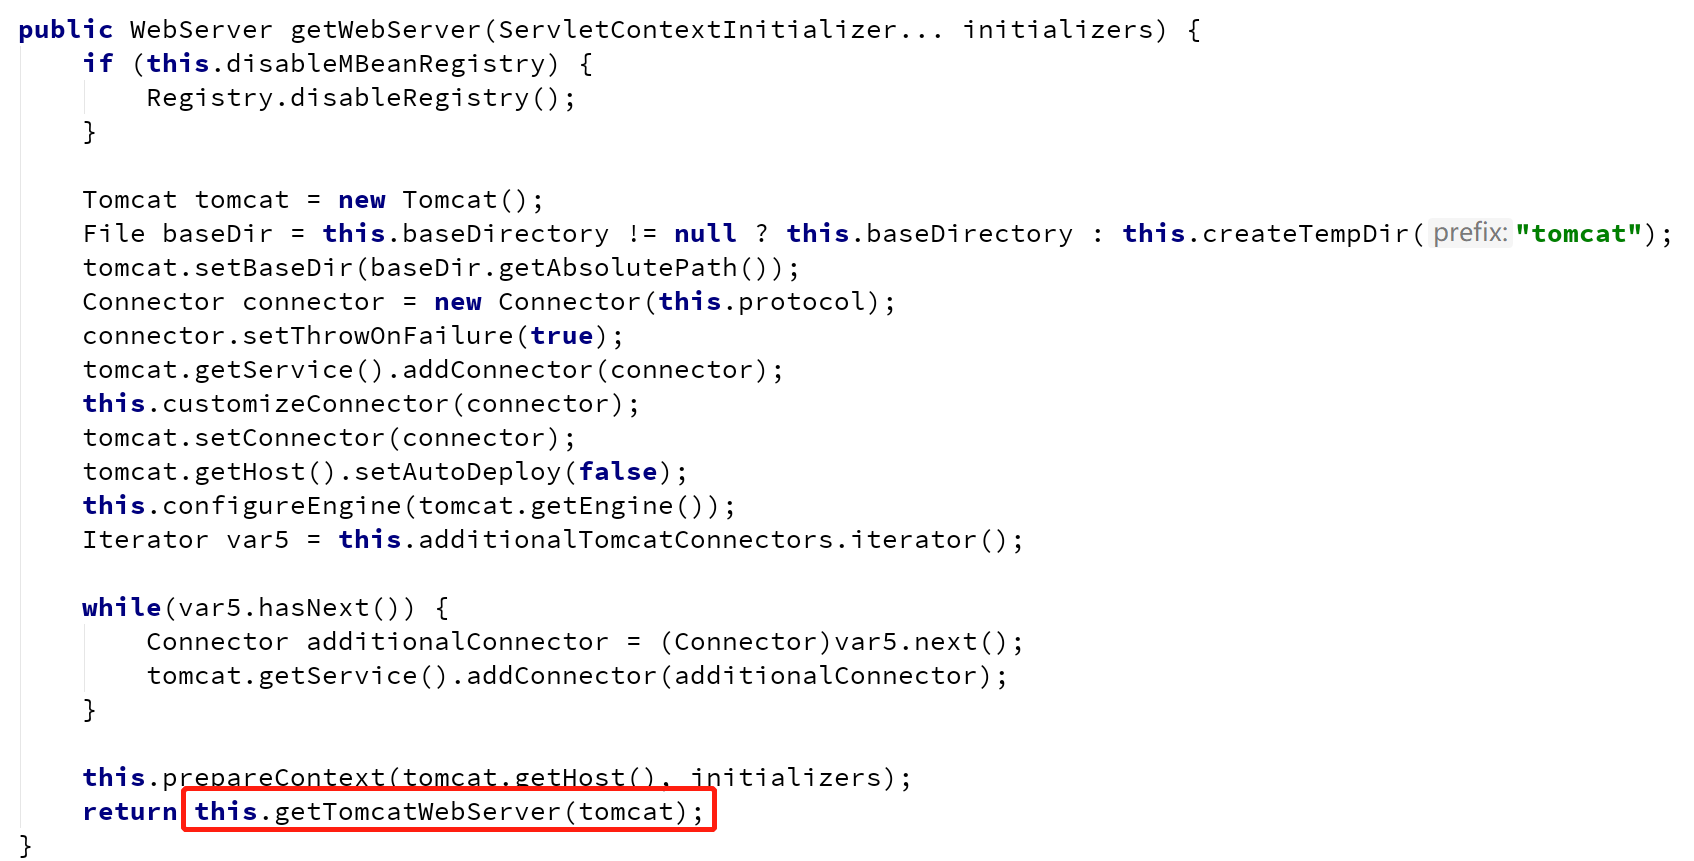 public WebServer getWebServer(ServletContextInitializer... initializers) {
    if (this.disableMBeanRegistry) {
        Registry.disableRegistry();
    }

    Tomcat tomcat = new Tomcat();
    File baseDir = this.baseDirectory != null ? this.baseDirectory : this.createTempDir( prefix: "tomcat");
    tomcat.setBaseDir(baseDir.getAbsolutePath());
    Connector connector = new Connector(this.protocol);
    connector.setThrowOnFailure(true);
    tomcat.getService().addConnector(connector);
    this.customizeConnector(connector);
    tomcat.setConnector(connector);
    tomcat.getHost().setAutoDeploy(false);
    this.configureEngine(tomcat.getEngine());
    Iterator var5 = this.additionalTomcatConnectors.iterator();

    while(var5.hasNext()) {
        Connector additionalConnector = (Connector)var5.next();
        tomcat.getService().addConnector(additionalConnector);
    }

    this.prepareContext(tomcat.getHost(), initializers);
    return this.getTomcatWebServer(tomcat);
}